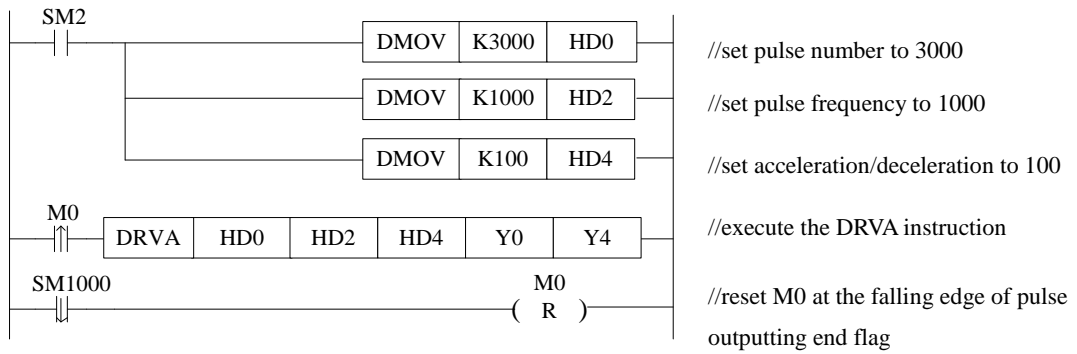 SM2
DMOV K3000 HD0 //set pulse number to 3000
DMOV K1000 HD2 //set pulse frequency to 1000
DMOV K100 HD4 //set acceleration/deceleration to 100
M0
DRVA HD0 HD2 HD4 Y0 Y4 //execute the DRVA instruction
SM1000 M0
( R ) //reset M0 at the falling edge of pulse
outputting end flag